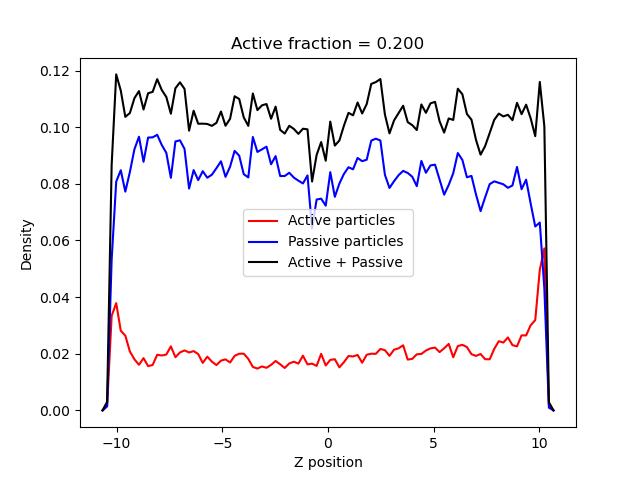 Active fraction = 0.200
Density
0.12
0.10
0.08
0.06
0.04
0.02
0.00
Active particles
Passive particles
Active + Passive
−10
−5
0
5
10
Z position